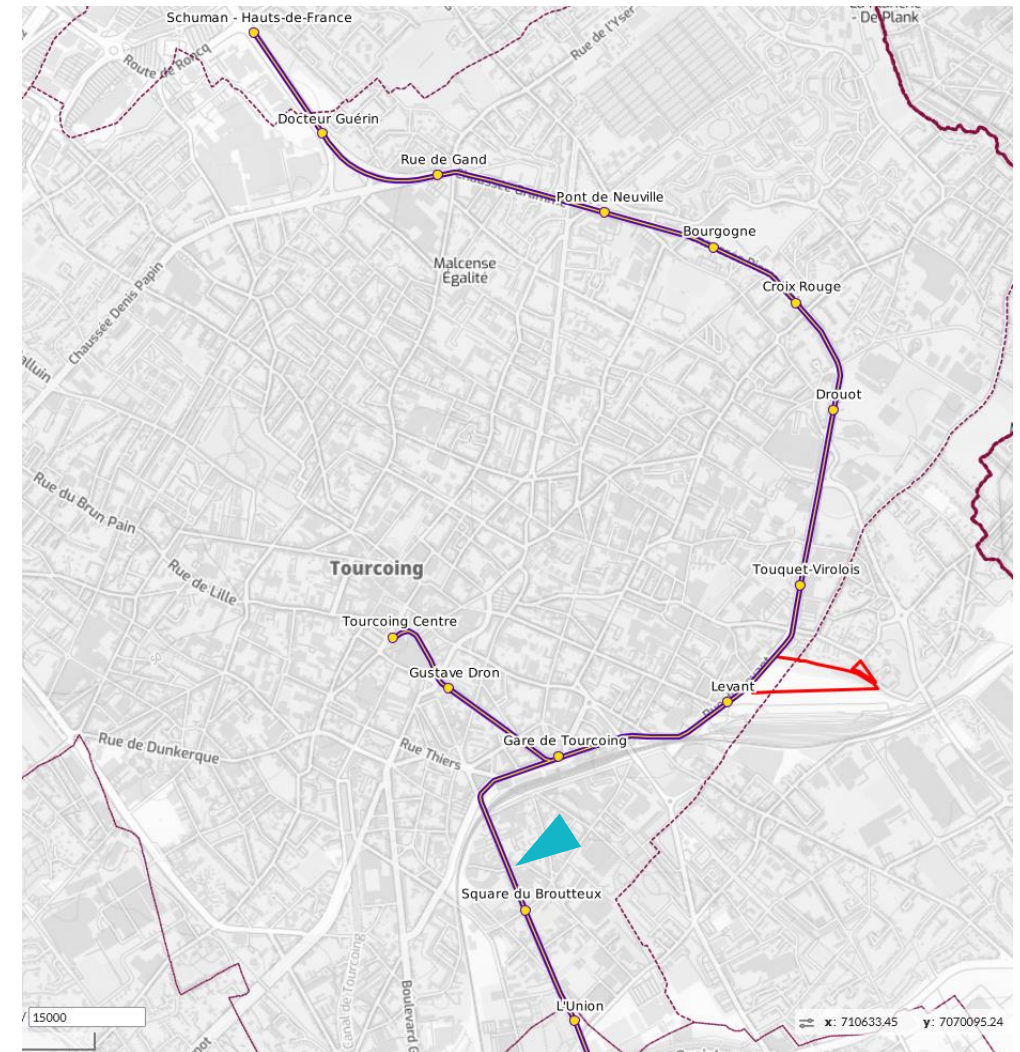 Schuman - Hauts-de-France
- De Plank
Rue de l'Yser
Route de Roncq
Docteur Guérin
Rue de Gand
Pont de Neuville
Bourgogne
Malcense
Égalité
Croix Rouge
Chaussée Denis Papin
Drouot
Rue du Brun Pain
Tourcoing
Touquet-Virolois
Rue de Lille
Tourcoing Centre
Gustave Dron
Levant
Rue de Dunkerque
Rue Thiers
Gare de Tourcoing
Square du Broutteux
Canal de Tourcoing
Boulevard G
L'Union
/ 15000
x: 710633.45 y: 7070095.24